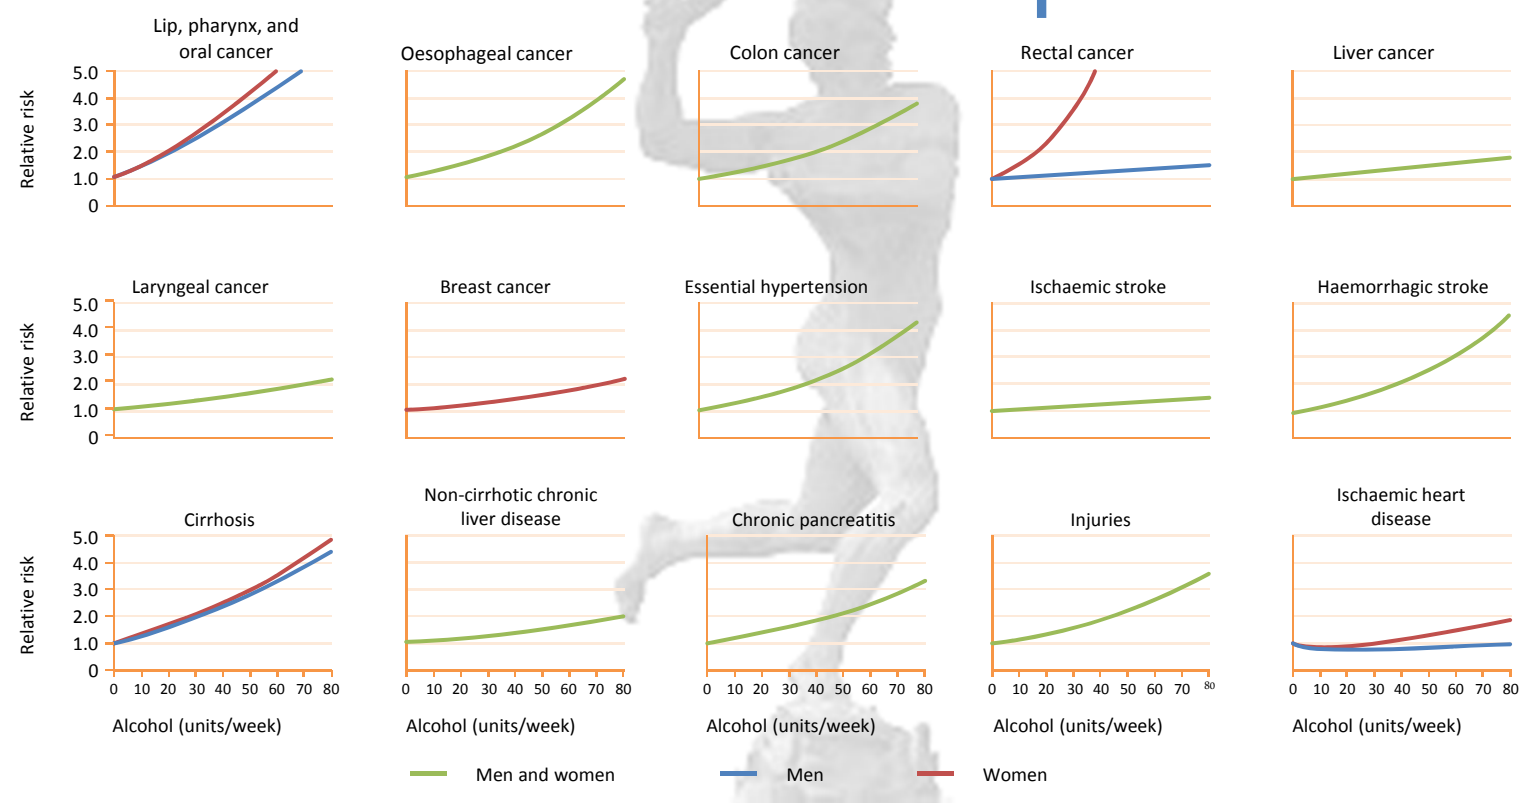 Lip, pharynx, and
oral cancer
Oesophageal cancer
Colon cancer
Rectal cancer
Liver cancer
Relative risk
5.0
4.0
3.0
2.0
1.0
0
Laryngeal cancer
Breast cancer
Essential hypertension
Ischaemic stroke
Haemorrhagic stroke
Relative risk
5.0
4.0
3.0
2.0
1.0
0
Cirrhosis
Non-cirrhotic chronic
liver disease
Chronic pancreatitis
Injuries
Ischaemic heart
disease
Relative risk
5.0
4.0
3.0
2.0
1.0
0
0 10 20 30 40 50 60 70 80
0 10 20 30 40 50 60 70 80
0 10 20 30 40 50 60 70 80
0 10 20 30 40 50 60 70 80
0 10 20 30 40 50 60 70 80
Alcohol (units/week)
Alcohol (units/week)
Alcohol (units/week)
Alcohol (units/week)
Alcohol (units/week)
Men and women
Men
Women